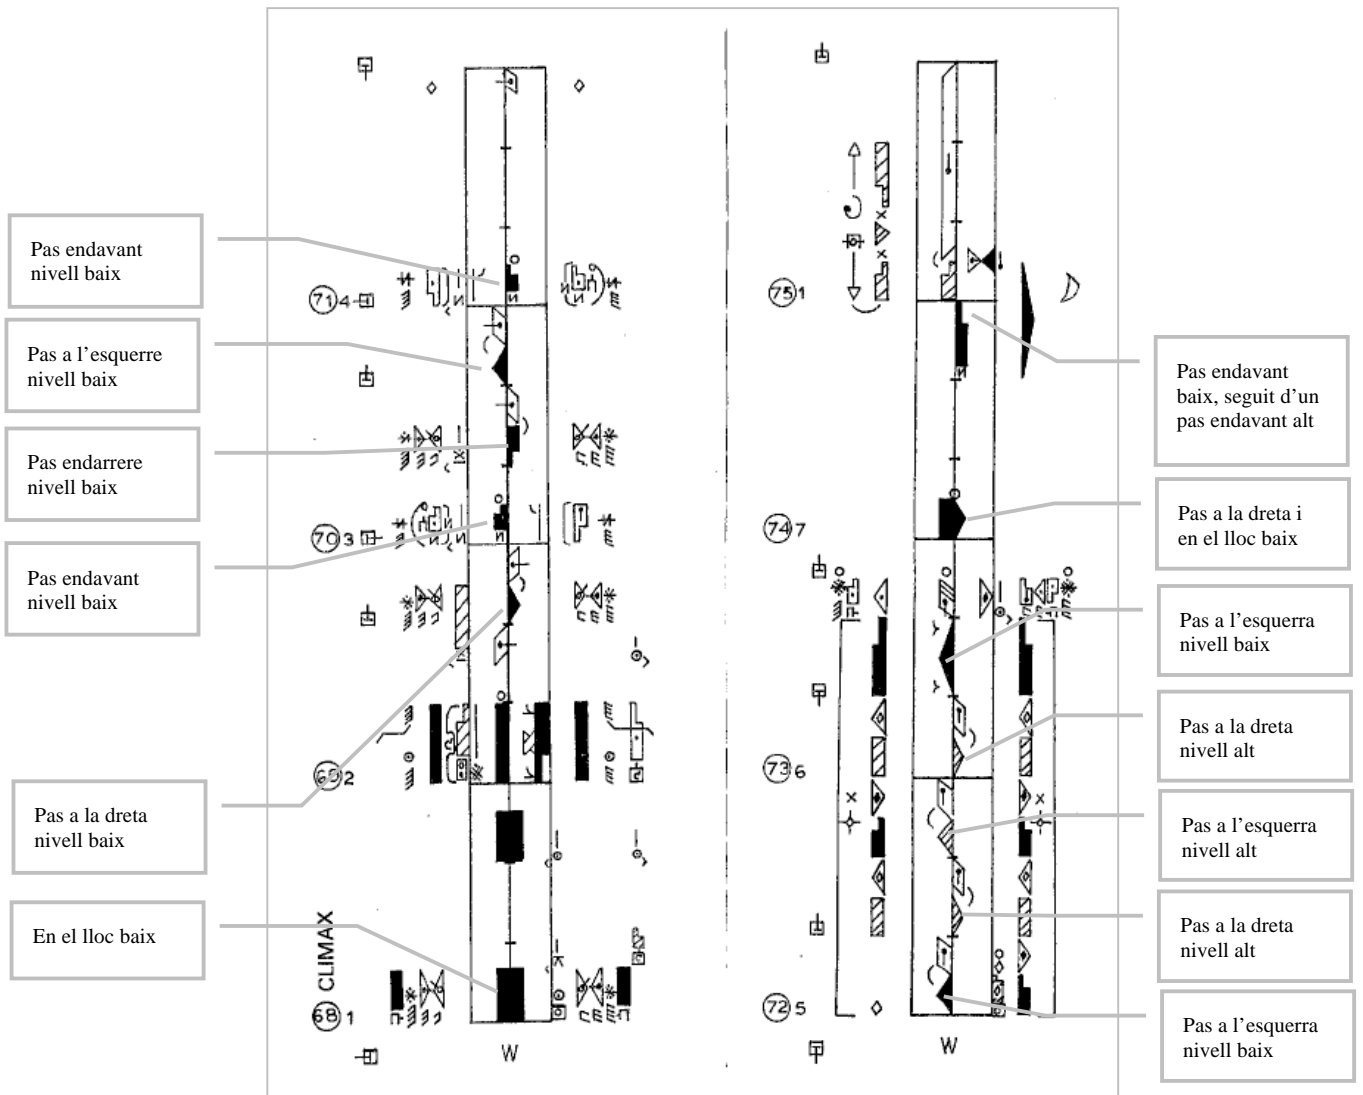 Pas endavant
nivell baix
Pas a l’esquerre
nivell baix
Pas endarrere
nivell baix
Pas endavant
nivell baix
Pas a la dreta
nivell baix
En el lloc baix
71 4
70 3
69 2
CLIMAX
68 1
W
75 1
74 7
73 6
72 5
W
Pas endavant
baix, seguit d’un
pas endavant alt
Pas a la dreta i
en el lloc baix
Pas a l’esquerra
nivell baix
Pas a la dreta
nivell alt
Pas a l’esquerra
nivell alt
Pas a la dreta
nivell alt
Pas a l’esquerra
nivell baix